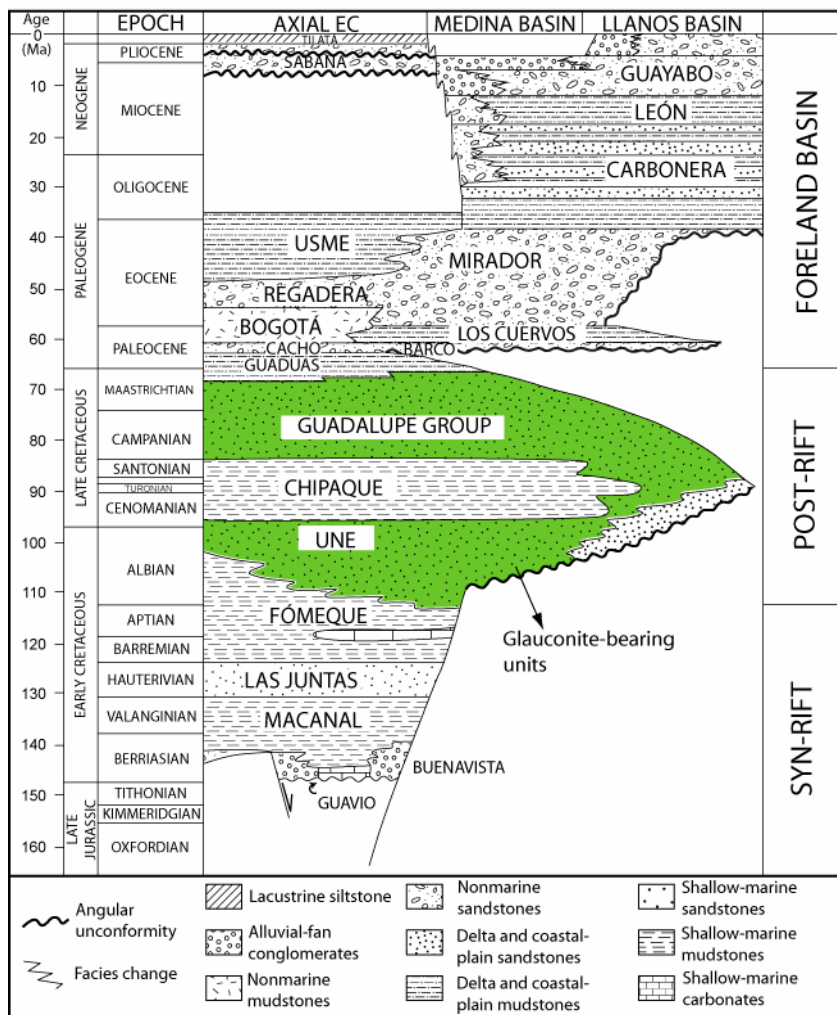 Age
(Ma)
EPOCH
AXIAL EC
MEDINA BASIN
LLANOS BASIN
0
10
20
30
40
50
60
70
80
90
100
110
120
130
140
150
160
NEOGENE
PALEOGENE
LATE CRETACEOUS
EARLY CRETACEOUS
LATE
JURASSIC
PLIOCENE
MIOCENE
OLIGOCENE
EOCENE
PALEOCENE
MAASTRICHTIAN
CAMPANIAN
SANTONIAN
TURONIAN
CENOMANIAN
ALBIAN
APTIAN
BARREMIAN
HAUTERIVIAN
VALANGINIAN
BERRIASIAN
TITHONIAN
KIMMERIDGIAN
OXFORDIAN
TILATA
SABANA
GUAYABO
LEÓN
CARBONERA
USME
MIRADOR
REGADERA
BOGOTÁ
LOS CUERVOS
CACHO
BARCO
GUADUAS
GUADALUPE GROUP
CHIPAQUE
UNE
FÓMEQUE
Glauconite-bearing
units
LAS JUNTAS
MACANAL
BUENAVISTA
GUAVIO
FORELAND BASIN
POST-RIFT
SYN-RIFT
Angular
unconformity
Facies change
Lacustrine siltstone
Alluvial-fan
conglomerates
Nonmarine
mudstones
Nonmarine
sandstones
Delta and coastal-
plain sandstones
Delta and coastal-
plain mudstones
Shallow-marine
sandstones
Shallow-marine
mudstones
Shallow-marine
carbonates